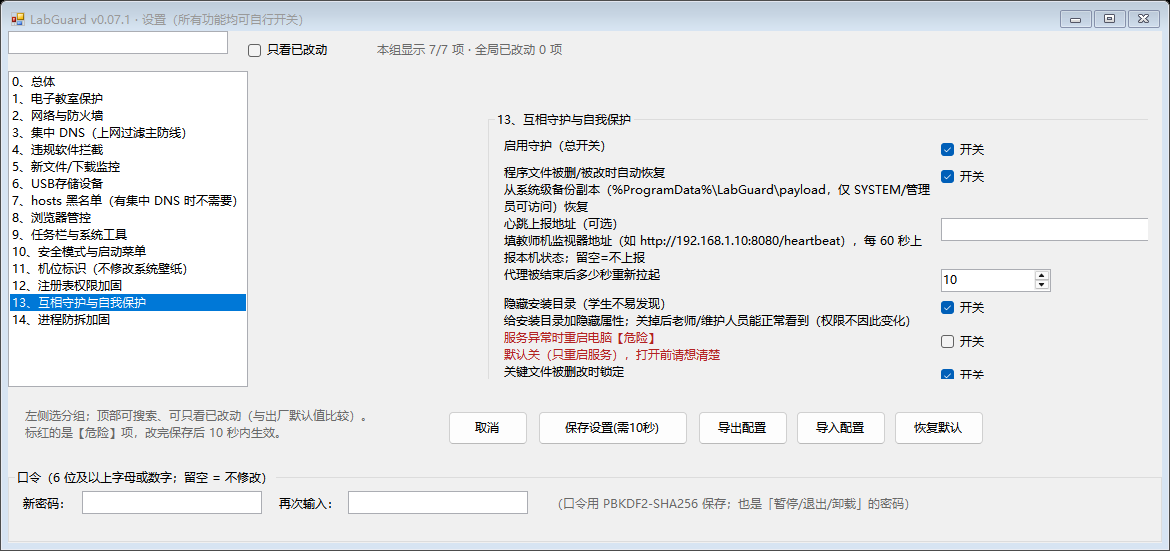 LabGuard v0.07.1 · 设置（所有功能均可自行开关）
只看已改动
本组显示 7/7 项 · 全局已改动 0 项
0、总体
1、电子教室保护
2、网络与防火墙
3、集中 DNS（上网过滤主防线）
4、违规软件拦截
5、新文件/下载监控
6、USB存储设备
7、hosts 黑名单（有集中 DNS 时不需要）
8、浏览器管控
9、任务栏与系统工具
10、安全模式与启动菜单
11、机位标识（不修改系统壁纸）
12、注册表权限加固
13、互相守护与自我保护
14、进程防拆加固
13、互相守护与自我保护
启用守护（总开关）
开关
程序文件被删/被改时自动恢复
开关
从系统级备份副本（%ProgramData%\LabGuard\payload，仅 SYSTEM/管理
员可访问）恢复
心跳上报地址（可选）
填教师机监视器地址（如 http://192.168.1.10:8080/heartbeat），每 60 秒上
报本机状态；留空=不上报
代理被结束后多少秒重新拉起
10
隐藏安装目录（学生不易发现）
开关
给安装目录加隐藏属性；关掉后老师/维护人员能正常看到（权限不因此变化）
服务异常时重启电脑【危险】
开关
默认关（只重启服务），打开前请想清楚
关键文件被删改时锁定
开关
左侧选分组；顶部可搜索、可只看已改动（与出厂默认值比较）。
标红的是【危险】项，改完保存后 10 秒内生效。
取消
保存设置(需10秒)
导出配置
导入配置
恢复默认
口令（6 位及以上字母或数字；留空 = 不修改）
新密码：
再次输入：
（口令用 PBKDF2-SHA256 保存；也是「暂停/退出/卸载」的密码）